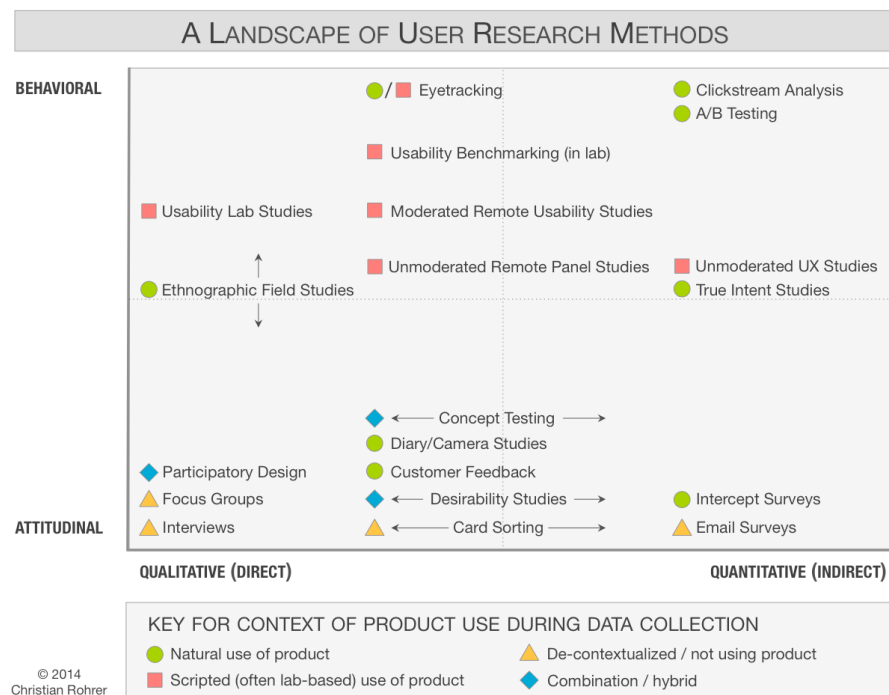 A LANDSCAPE OF USER RESEARCH METHODS
BEHAVIORAL
/ Eyetracking
Clickstream Analysis
A/B Testing
Usability Benchmarking (in lab)
Usability Lab Studies
Moderated Remote Usability Studies
Unmoderated Remote Panel Studies
Unmoderated UX Studies
Ethnographic Field Studies
True Intent Studies
Concept Testing
Diary/Camera Studies
Participatory Design
Customer Feedback
Focus Groups
Desirability Studies
Intercept Surveys
ATTITUDINAL
Interviews
Card Sorting
Email Surveys
QUALITATIVE (DIRECT)
QUANTITATIVE (INDIRECT)
KEY FOR CONTEXT OF PRODUCT USE DURING DATA COLLECTION
Natural use of product
De-contextualized / not using product
Scripted (often lab-based) use of product
Combination / hybrid
© 2014
Christian Rohrer